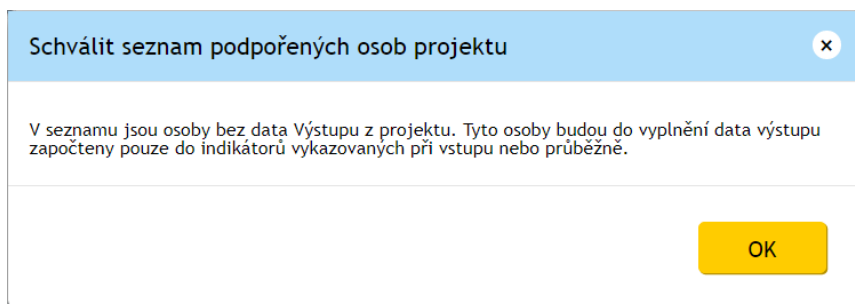 Schválit seznam podpořených osob projektu
V seznamu jsou osoby bez data Výstupu z projektu. Tyto osoby budou do vyplnění data výstupu
započteny pouze do indikátorů vykazovaných při vstupu nebo průběžně.
OK